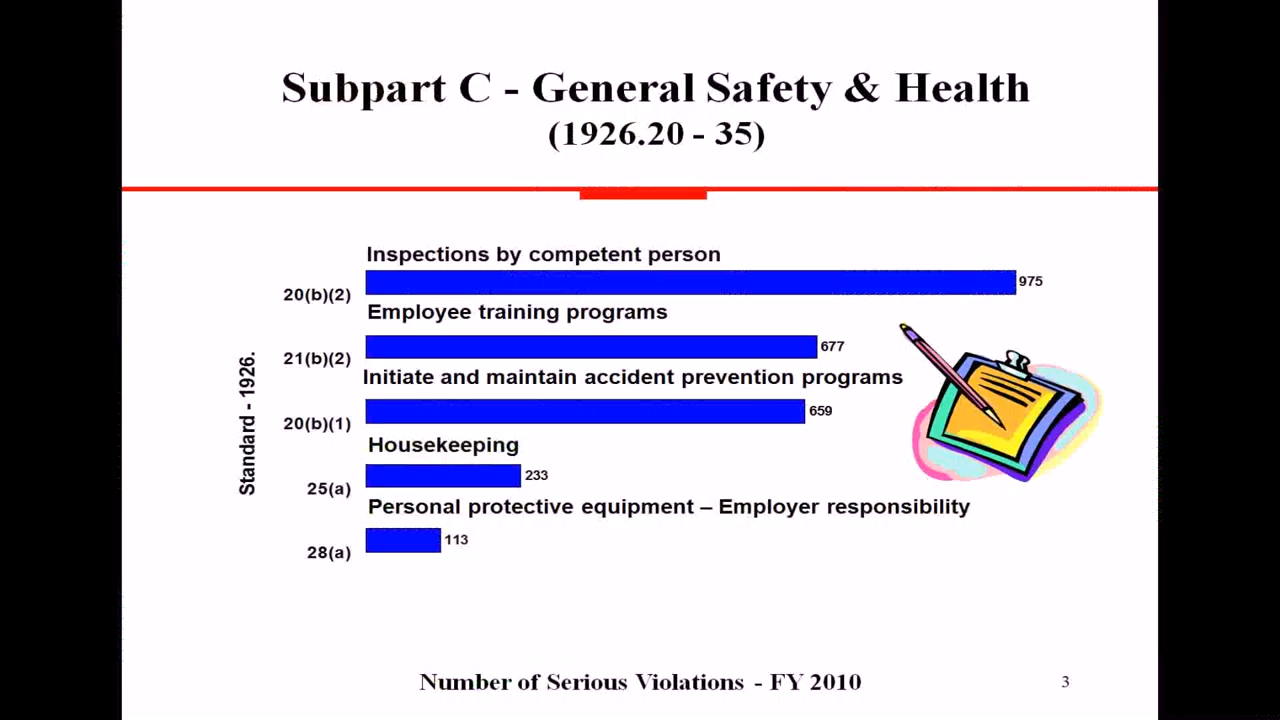 Subpart C - General Safety & Health
(1926.20 - 35)
Standard - 1926.
Inspections by competent person
20(b)(2)
975
Employee training programs
21(b)(2)
677
Initiate and maintain accident prevention programs
20(b)(1)
659
Housekeeping
25(a)
233
Personal protective equipment – Employer responsibility
28(a)
113
Number of Serious Violations - FY 2010
3